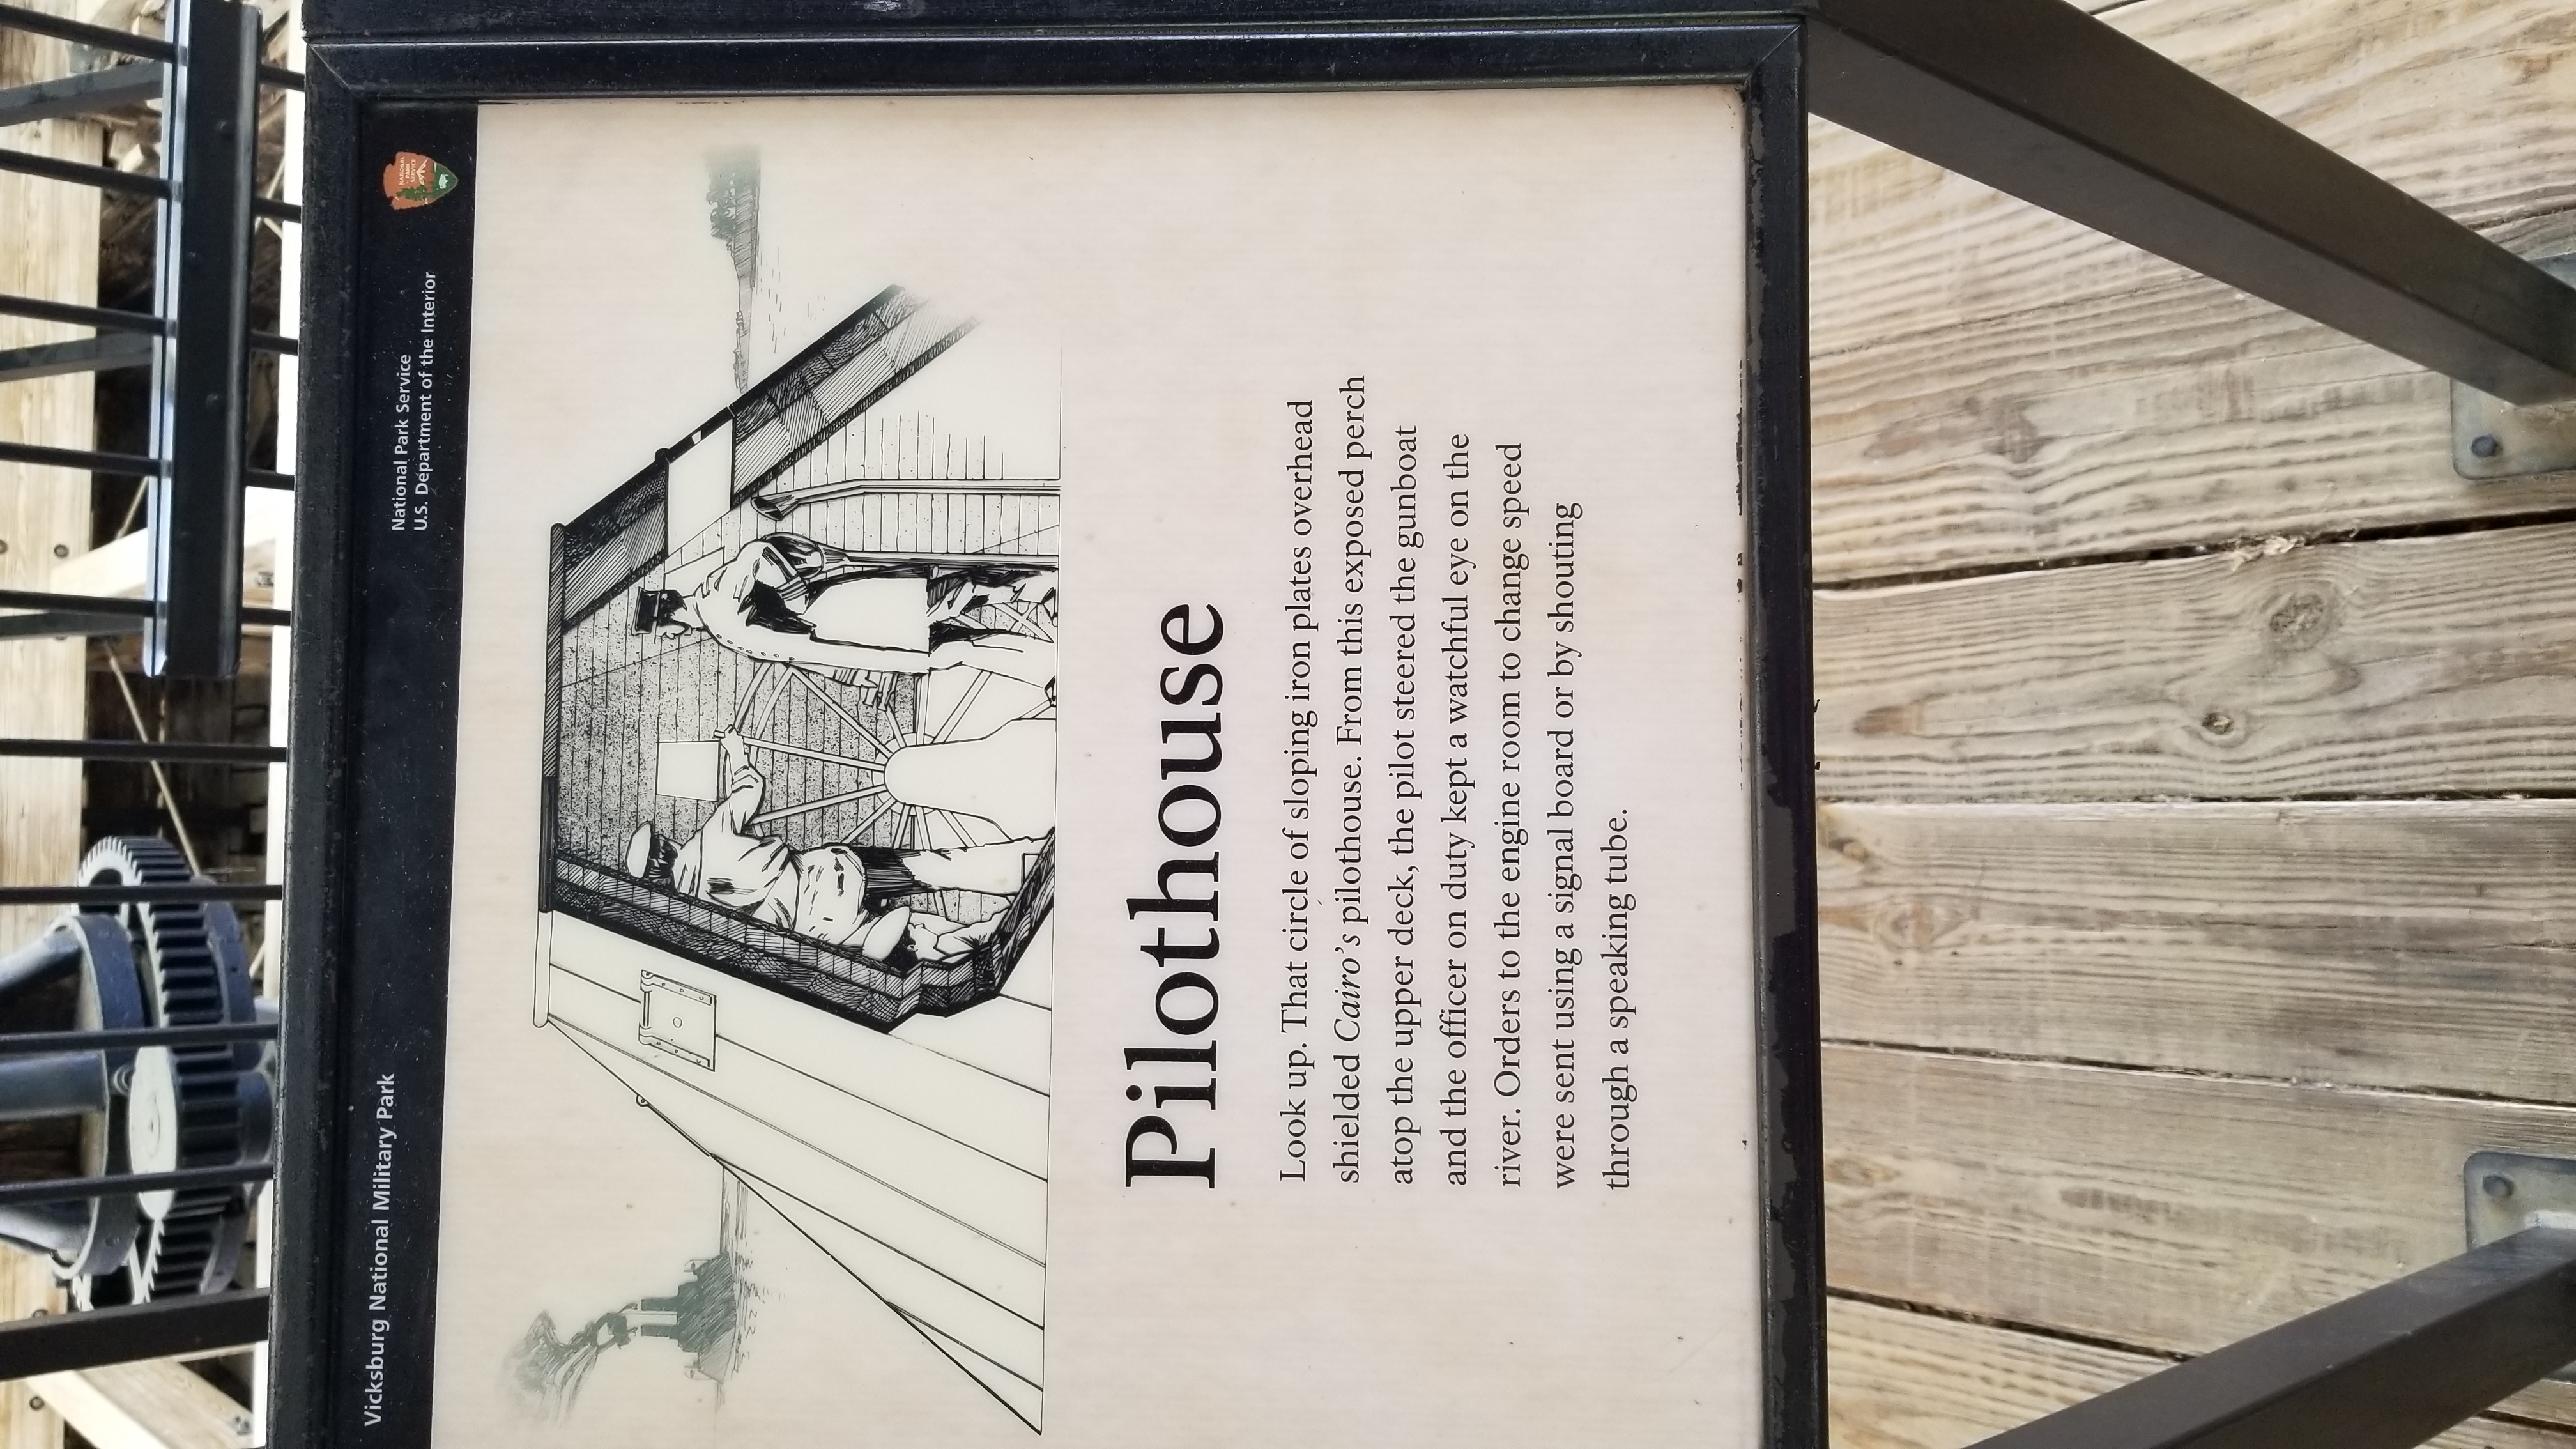 Vicksburg National Military Park
National Park Service
U.S. Department of the Interior
NATIONAL
PARK
SERVICE
Pilothouse
Look up. That circle of sloping iron plates overhead
shielded Cairo's pilothouse. From this exposed perch
atop the upper deck, the pilot steered the gunboat
and the officer on duty kept a watchful eye on the
river. Orders to the engine room to change speed
were sent using a signal board or by shouting
through a speaking tube.